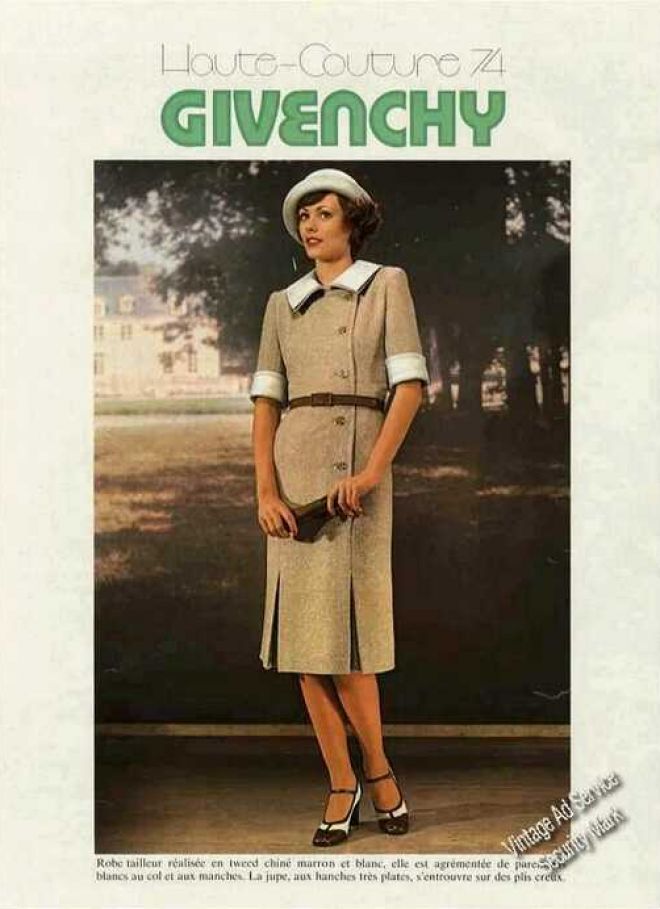 Haute-Couture 74
GIVENCHY
Robe tailleur réalisée en tweed chiné marron et blanc, elle est agrémentée de
blancs au col et aux manches. La jupe, aux hanches très plates, s'entrouvre sur des plis creux.
Vintage Ad Service
Security Mark